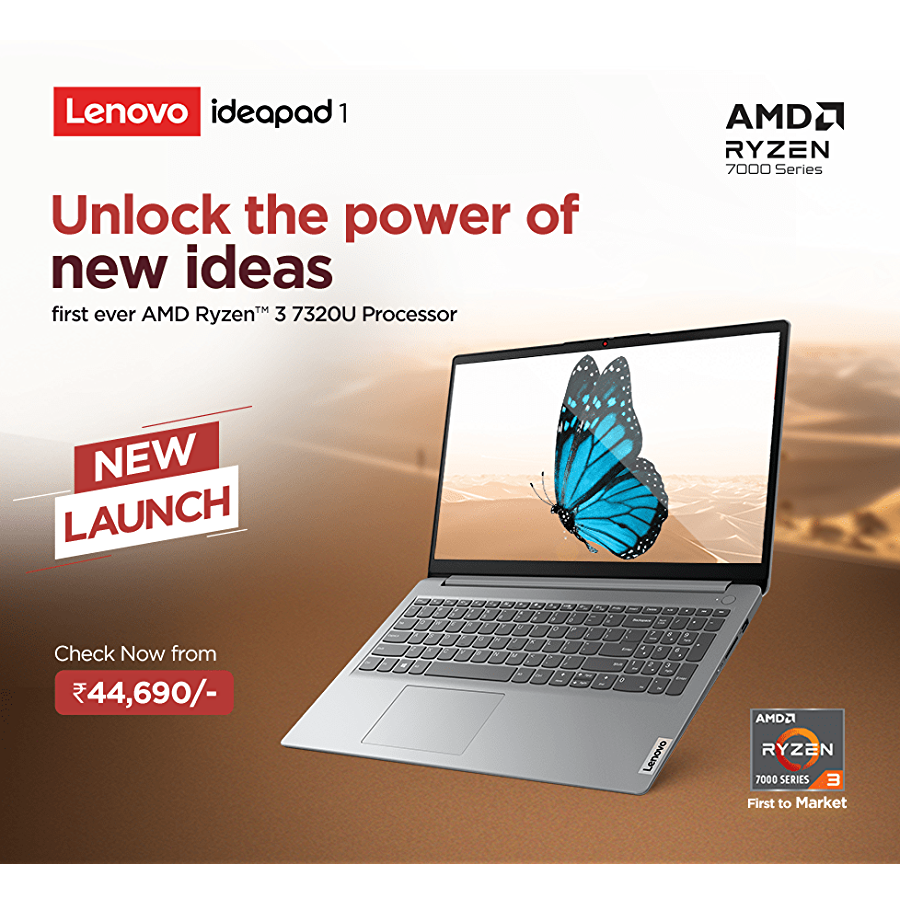 Lenovo ideapad 1
AMD
RYZEN
7000 Series
Unlock the power of
new ideas
first ever AMD Ryzen™ 3 7320U Processor
NEW
LAUNCH
Check Now from
₹44,690/-
Lenovo
AMD
RYZEN
7000 SERIES 3
First to Market